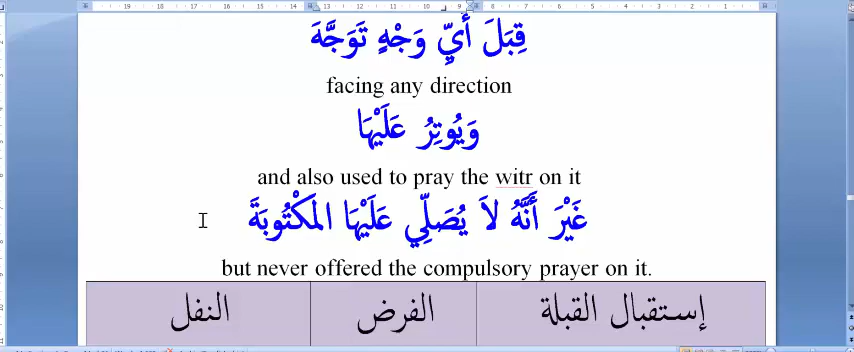 قِبَلَ أَيِّ وَجْهٍ تَوَجَّهَ
facing any direction
وَيُوتِرُ عَلَيْهَا
and also used to pray the witr on it
غَيْرَ أَنَّهُ لاَ يُصَلِّي عَلَيْهَا المَكْتُوبَةَ
but never offered the compulsory prayer on it.
إستقبال القبلة الفرض النفل